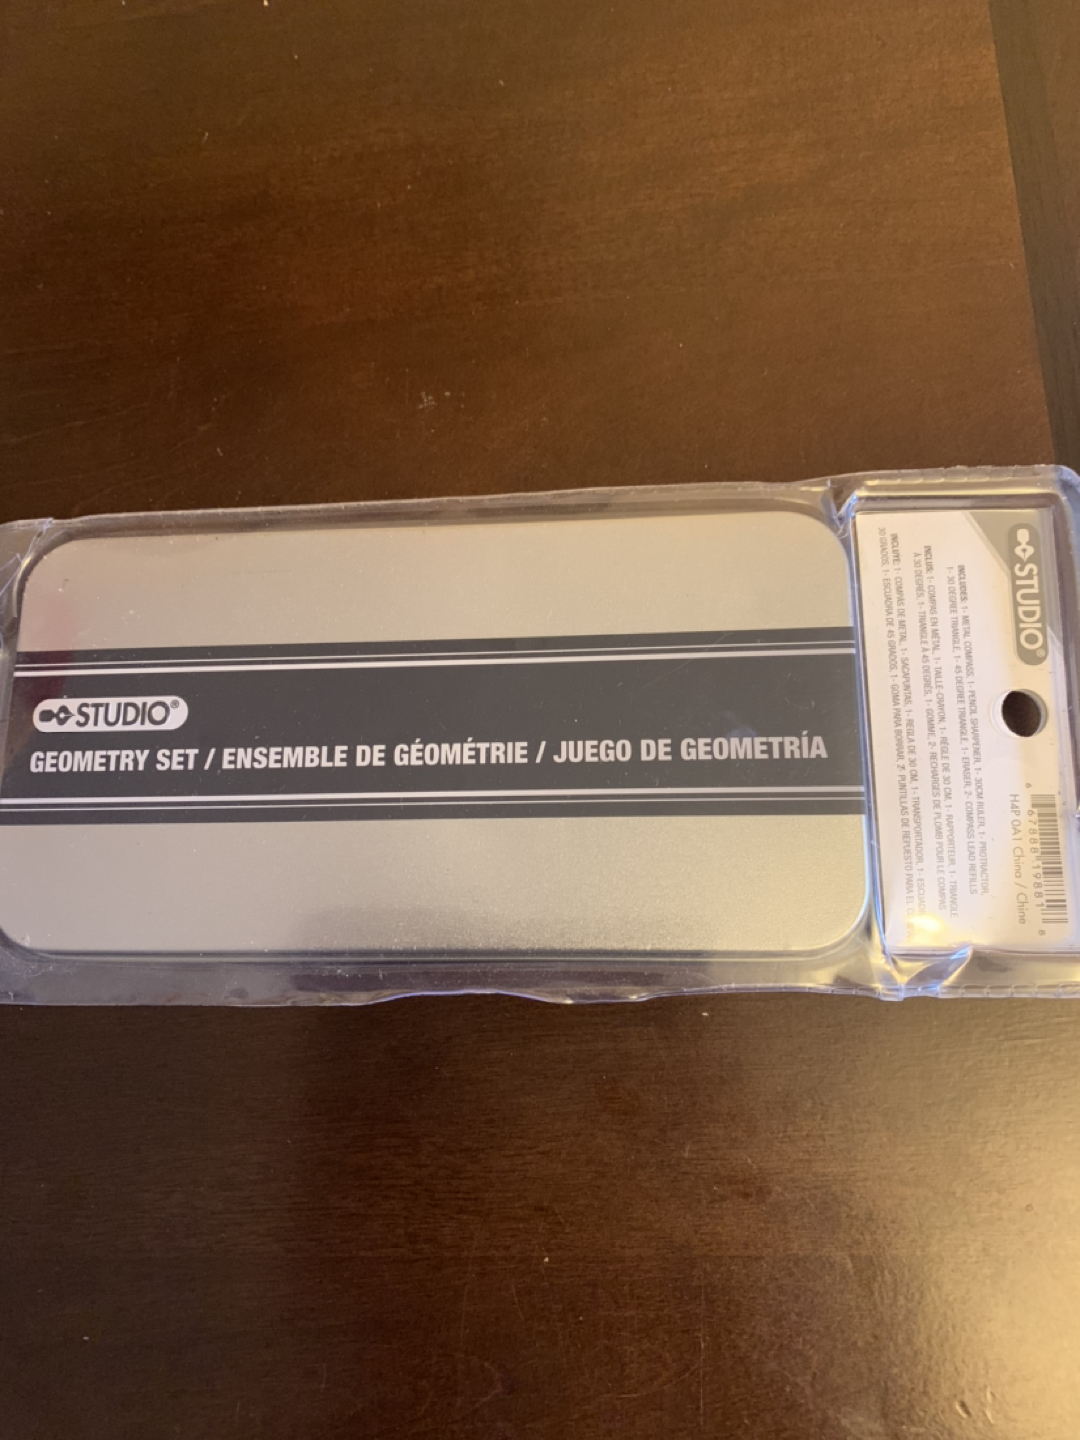 STUDIO®
GEOMETRY SET / ENSEMBLE DE GÉOMÉTRIE / JUEGO DE GEOMETRÍA
STUDIO®
INCLUDES: 1- METAL COMPASS, 1- PENCIL SHARPENER, 1- 30CM RULER, 1- PROTRACTOR,
1- 30 DEGREE TRIANGLE, 1- 45 DEGREE TRIANGLE, 1- ERASER, 2- COMPASS LEAD REFILLS
INCLUS: 1- COMPAS EN MÉTAL, 1- TAILLE-CRAYON, 1- RÈGLE DE 30 CM, 1- RAPPORTEUR, 1- TRIANGLE
À 30 DEGRÉS, 1- TRIANGLE À 45 DEGRÉS, 1- GOMME, 2- RECHARGES DE PLOMB POUR LE COMPAS
INCLUYE: 1- COMPÁS DE METAL, 1- SACAPUNTAS, 1- REGLA DE 30 CM, 1- TRANSPORTADOR, 1-
30 GRADOS, 1- ESCUADRA DE 45 GRADOS, 1- GOMA PARA BORRAR, 2- PUNTILLAS DE REPUESTO PARA EL
6 67888 19881 8
H4P 0A1 China / Chine